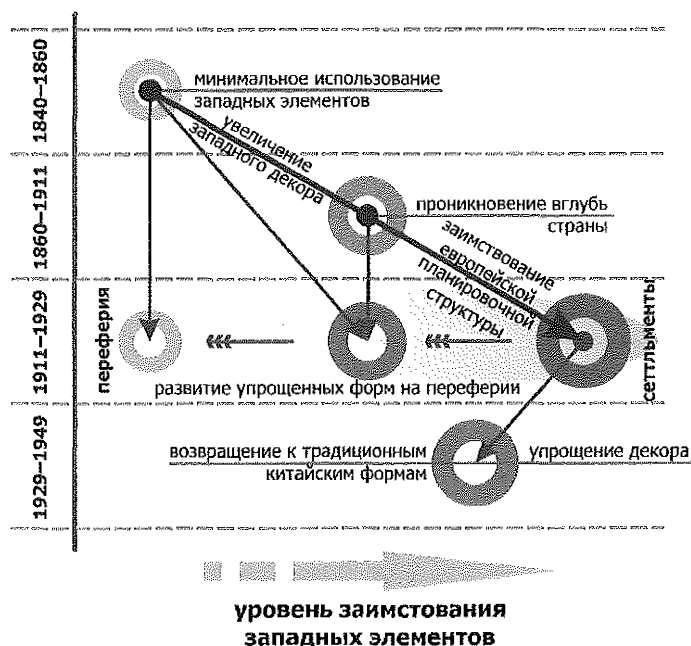 1840–1860
минимальное использование
западных элементов
увеличение
западного декора
1860–1911
проникновение вглубь
страны
заимствование
европейской
планировочной
структуры
1911–1929
переферия
сеттльменты
развитие упрощенных форм на переферии
1929–1949
возвращение к традиционным
китайским формам
упрощение декора
уровень заимстования
западных элементов